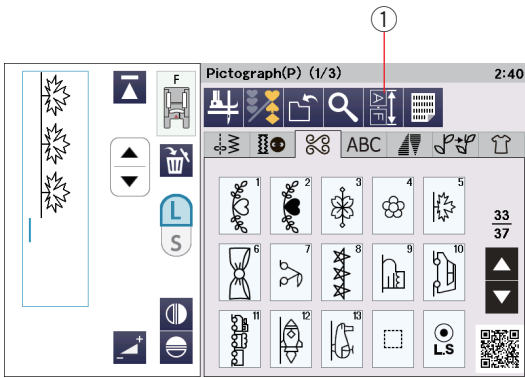 ①
F
L
S
Pictograph(P) (1/3) 2:40
A-F
ABC
1 2 3 4 5
6 7 8 9 10
11 12 13
L.S
33
37